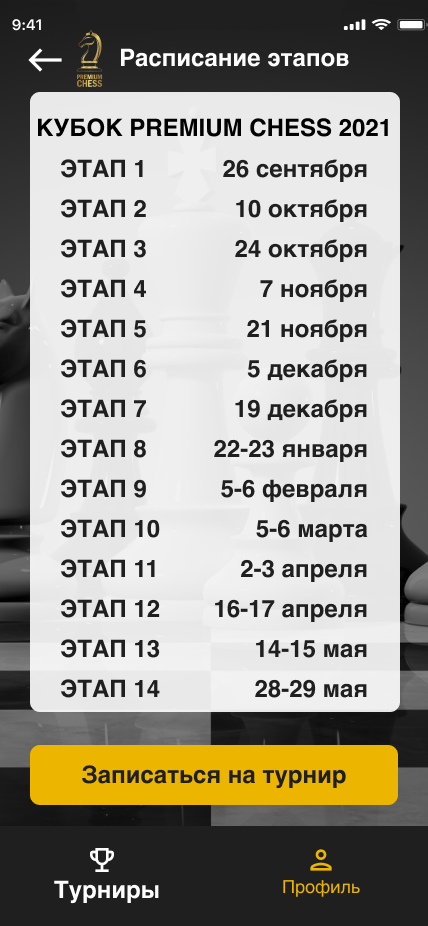 9:41
PREMIUM
CHESS
Расписание этапов
КУБОК PREMIUM CHESS 2021
ЭТАП 1 26 сентября
ЭТАП 2 10 октября
ЭТАП 3 24 октября
ЭТАП 4 7 ноября
ЭТАП 5 21 ноября
ЭТАП 6 5 декабря
ЭТАП 7 19 декабря
ЭТАП 8 22-23 января
ЭТАП 9 5-6 февраля
ЭТАП 10 5-6 марта
ЭТАП 11 2-3 апреля
ЭТАП 12 16-17 апреля
ЭТАП 13 14-15 мая
ЭТАП 14 28-29 мая
Записаться на турнир
Турниры Профиль